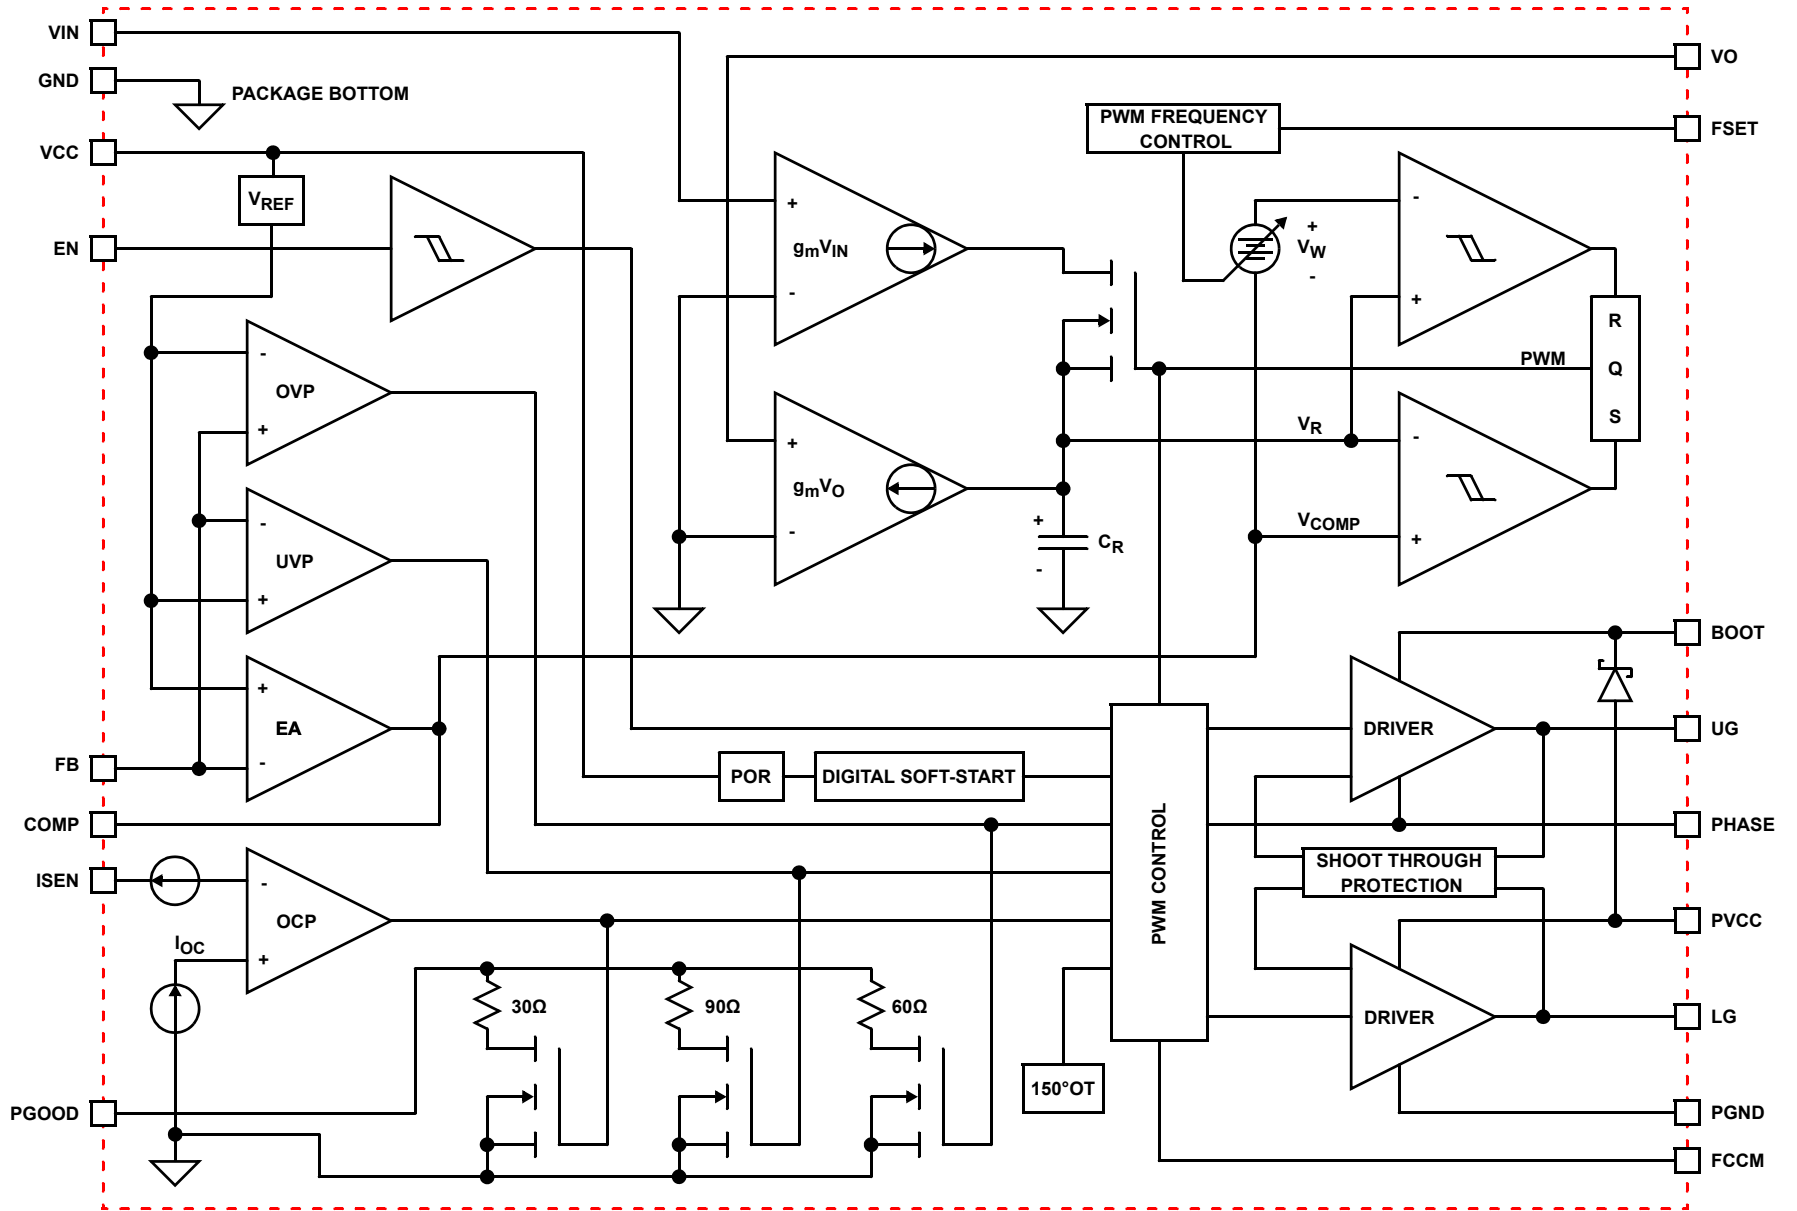 VIN
VO
GND
PACKAGE BOTTOM
PWM FREQUENCY
CONTROL
FSET
VCC
VREF
EN
+
gmVIN
-
+
VW
-
-
+
R
Q
S
PWM
-
OVP
+
+
gmVO
-
VR
-
VCOMP
+
-
UVP
+
+
CR
-
BOOT
+
EA
-
DRIVER
UG
FB
POR
DIGITAL SOFT-START
COMP
PHASE
PWM CONTROL
SHOOT THROUGH
PROTECTION
ISEN
-
OCP
+
IOC
PVCC
30Ω
90Ω
60Ω
DRIVER
LG
150°OT
PGOOD
PGND
FCCM